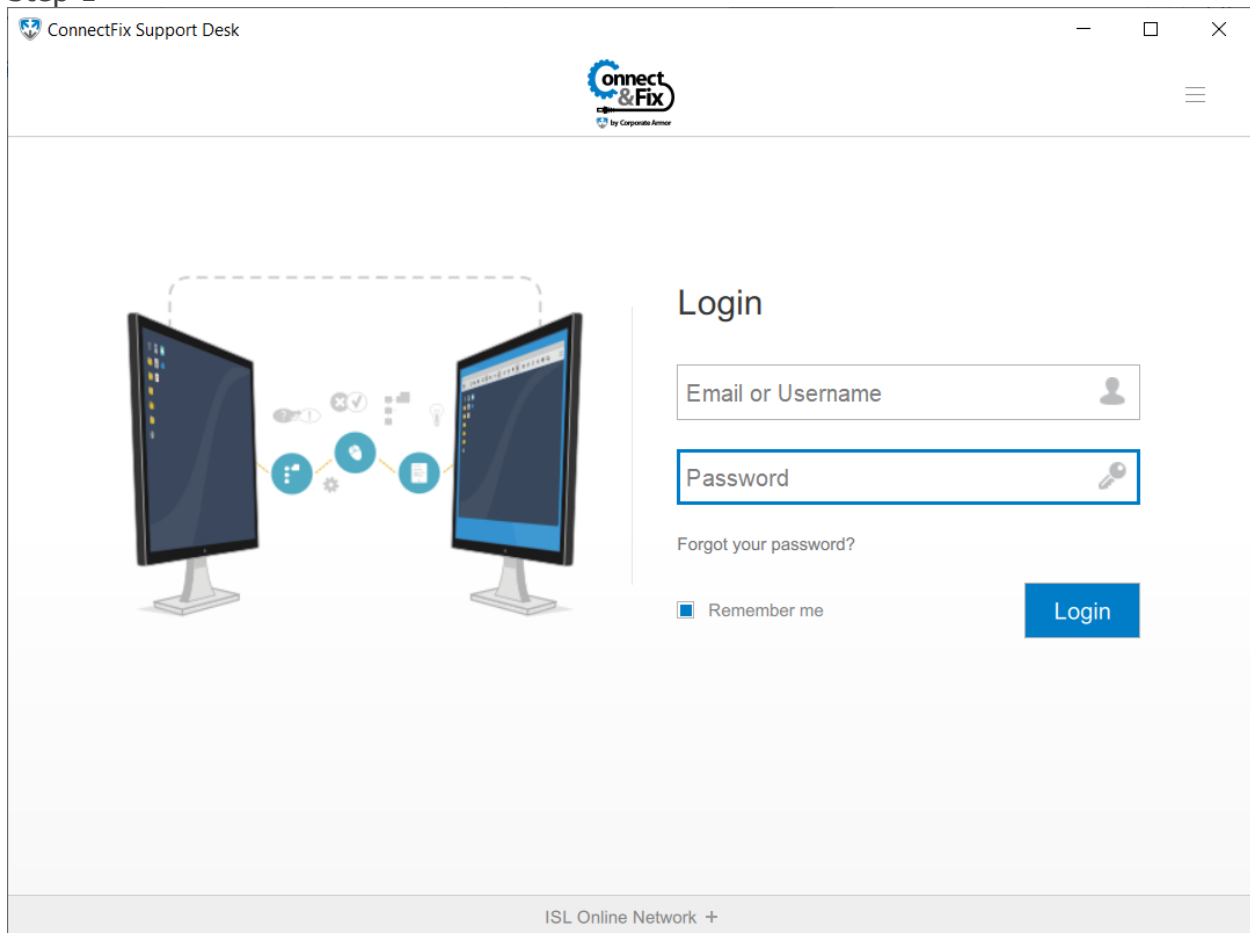 ConnectFix Support Desk
Connect
&Fix
by Corporate Armor
Login
Email or Username
Password
Forgot your password?
Remember me
Login
ISL Online Network +